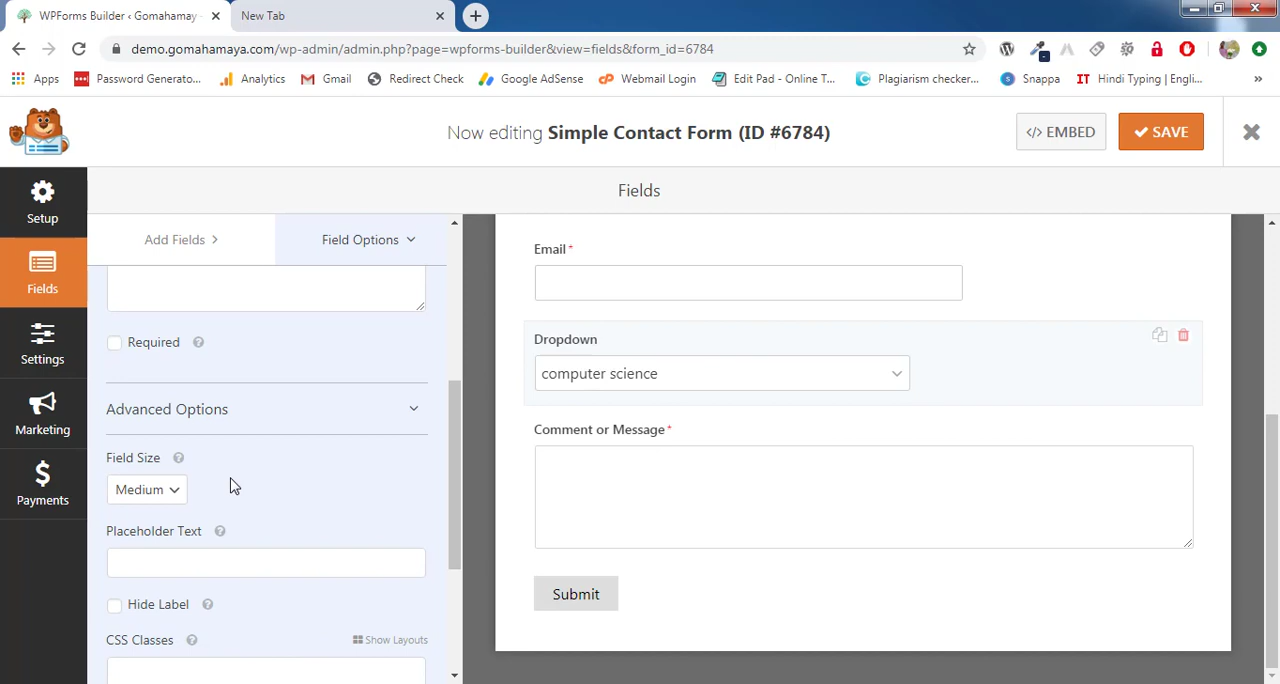 WPForms Builder ‹ Gomahamay
New Tab
demo.gomahamaya.com/wp-admin/admin.php?page=wpforms-builder&view=fields&form_id=6784
Apps
Password Generato...
Analytics
Gmail
Redirect Check
Google AdSense
Webmail Login
Edit Pad - Online T...
Plagiarism checker...
Snappa
IT Hindi Typing | Engli...
»
Now editing Simple Contact Form (ID #6784)
</> EMBED
SAVE
Setup
Fields
Add Fields
Field Options
Email *
Fields
Required
Dropdown
computer science
Settings
Advanced Options
Marketing
Comment or Message *
Field Size
Medium
Payments
Placeholder Text
Hide Label
Submit
CSS Classes
Show Layouts